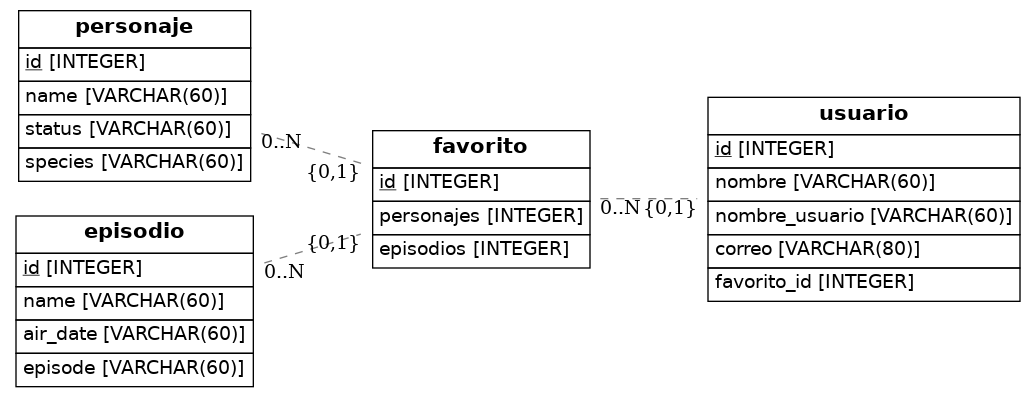 personaje
id [INTEGER]
name [VARCHAR(60)]
status [VARCHAR(60)]
species [VARCHAR(60)]
0..N
{0,1}
episodio
id [INTEGER]
name [VARCHAR(60)]
air_date [VARCHAR(60)]
episode [VARCHAR(60)]
{0,1}
0..N
favorito
id [INTEGER]
personajes [INTEGER]
episodios [INTEGER]
0..N {0,1}
usuario
id [INTEGER]
nombre [VARCHAR(60)]
nombre_usuario [VARCHAR(60)]
correo [VARCHAR(80)]
favorito_id [INTEGER]